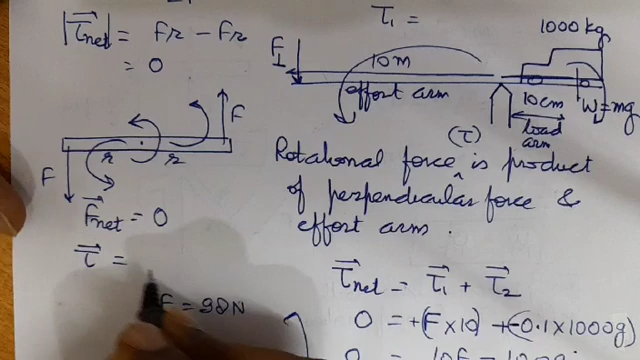 |τ⃗net| = Fr - Fr
= 0
τ₁ =
1000 kg
F⊥
10m
effort arm
10cm
load arm
W=mg
F
r r
F
F⃗net = 0
τ⃗ =
F = 98N
(τ)
Rotational force ^ is product
of perpendicular force &
effort arm.
τ⃗net = τ⃗₁ + τ⃗₂
0 = +(F×10) + (-0.1×1000g)